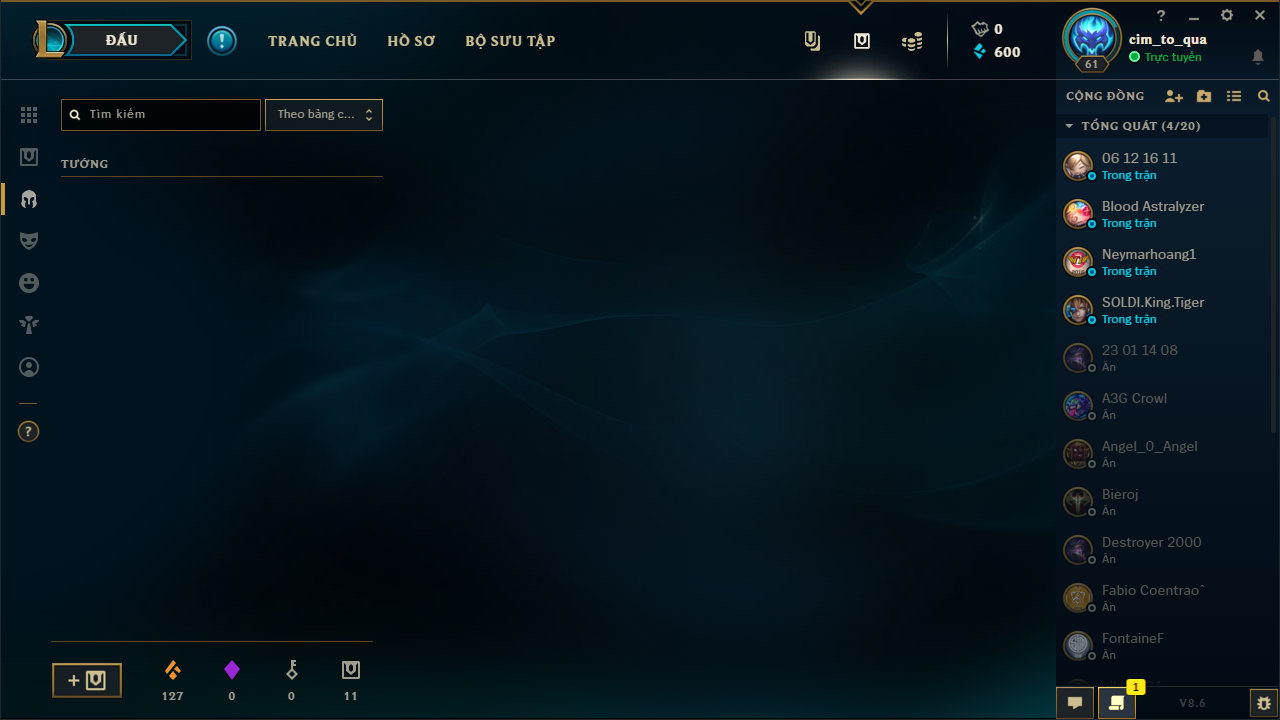 ĐẤU
TRANG CHỦ
HỒ SƠ
BỘ SƯU TẬP
0
600
61
cim_to_qua
Trực tuyến
Tìm kiếm
Theo bảng c...
TƯỚNG
127
0
0
11
CỘNG ĐỒNG
TỔNG QUÁT (4/20)
06 12 16 11
Trong trận
Blood Astralyzer
Trong trận
Neymarhoang1
Trong trận
SOLDI.King.Tiger
Trong trận
23 01 14 08
Ẩn
A3G Crowl
Ẩn
Angel_0_Angel
Ẩn
Bieroj
Ẩn
Destroyer 2000
Ẩn
Fabio Coentraoˆ
Ẩn
FontaineF
Ẩn
1
V8.6